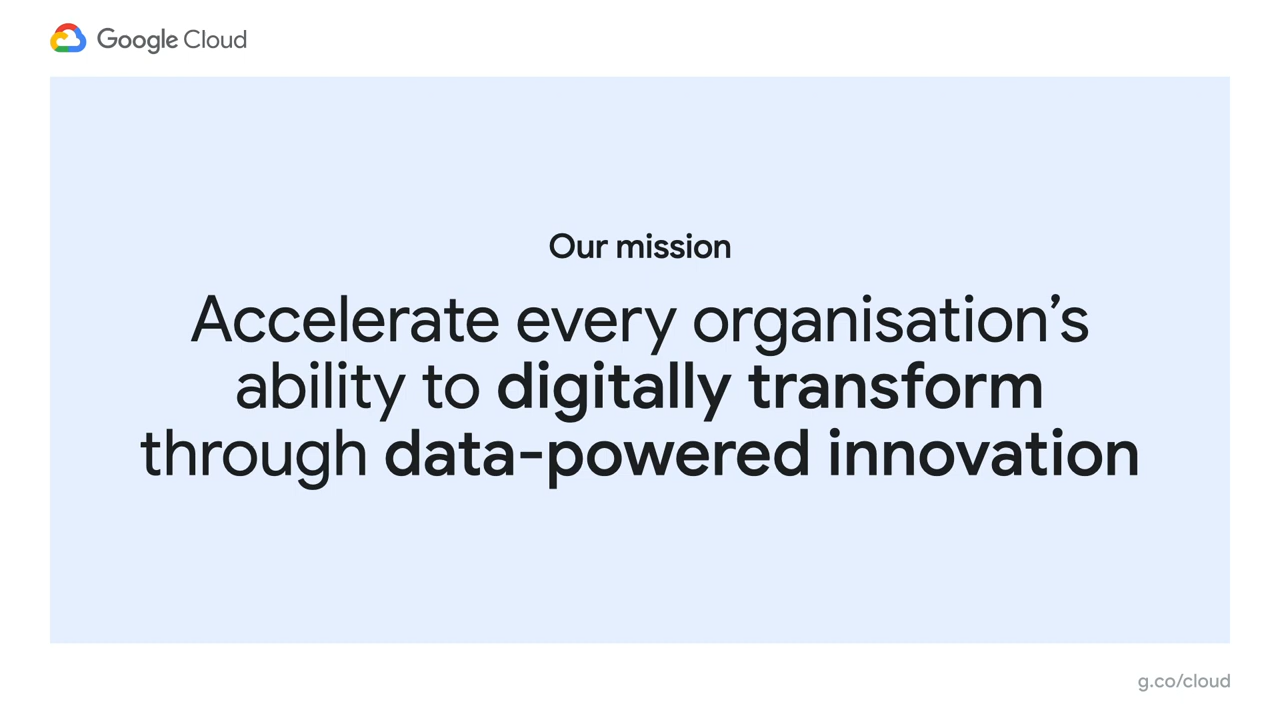 Google Cloud
Our mission
Accelerate every organisation’s
ability to digitally transform
through data-powered innovation
g.co/cloud